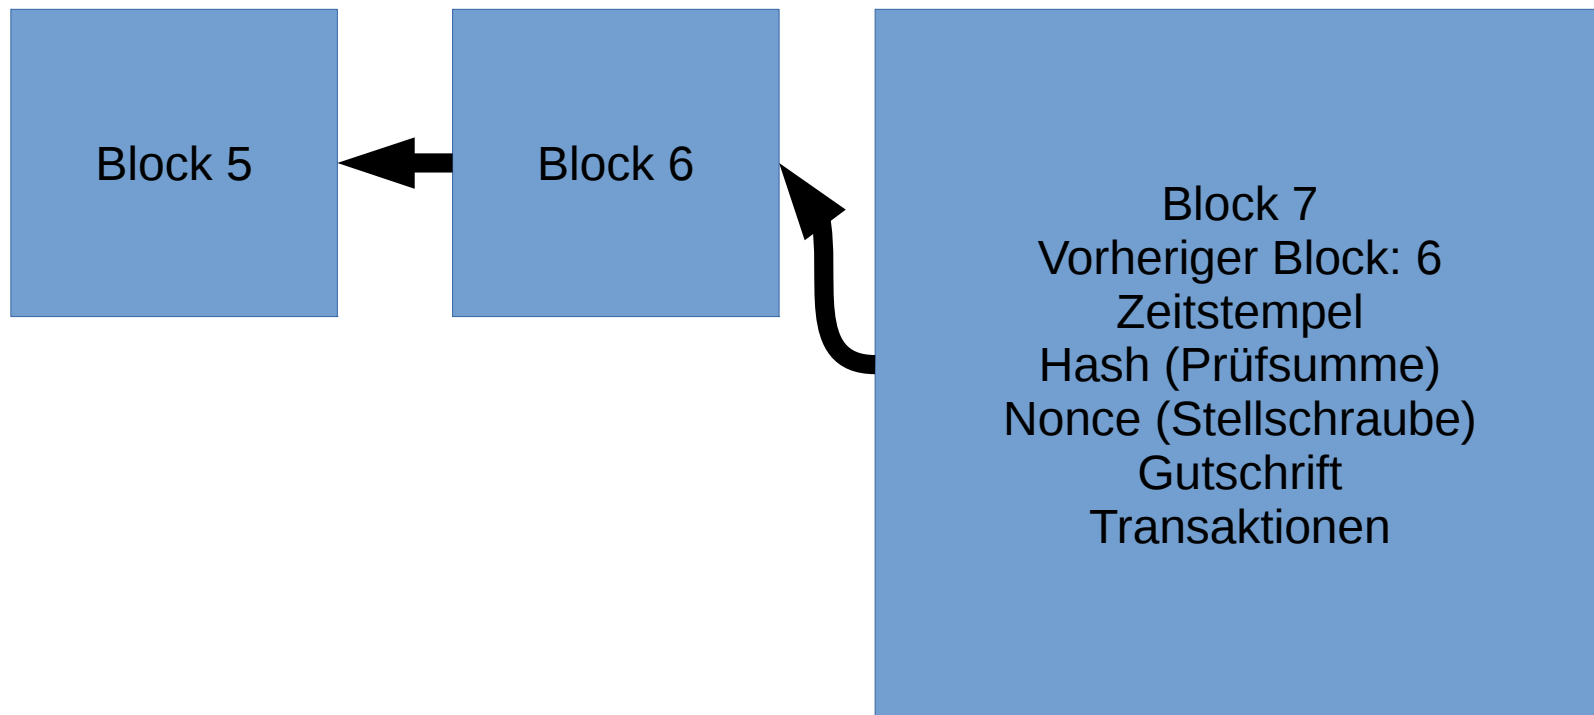 Block 5
Block 6
Block 7
Vorheriger Block: 6
Zeitstempel
Hash (Prüfsumme)
Nonce (Stellschraube)
Gutschrift
Transaktionen